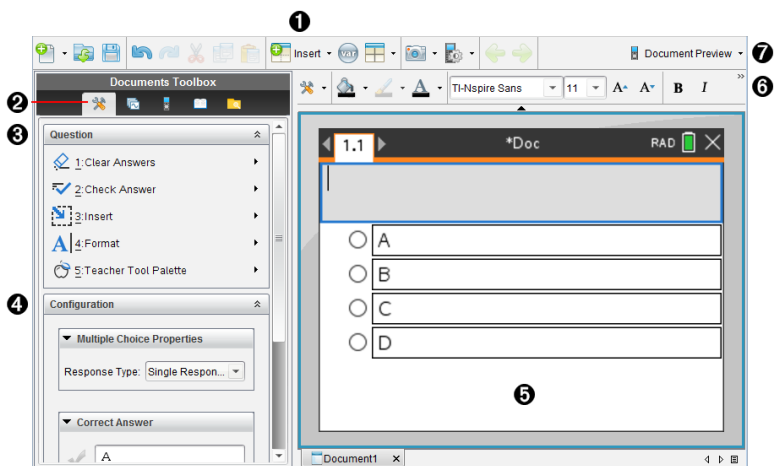 ❶
Insert
var
Document Preview
❼
Documents Toolbox
❷
TI-Nspire Sans
11
A
A
B
I
»
❻
❸
Question
1:Clear Answers
2:Check Answer
3:Insert
A 4:Format
5:Teacher Tool Palette
❹
Configuration
Multiple Choice Properties
Response Type: Single Respon...
Correct Answer
A
1.1
*Doc
RAD
A
B
C
D
❺
Document1